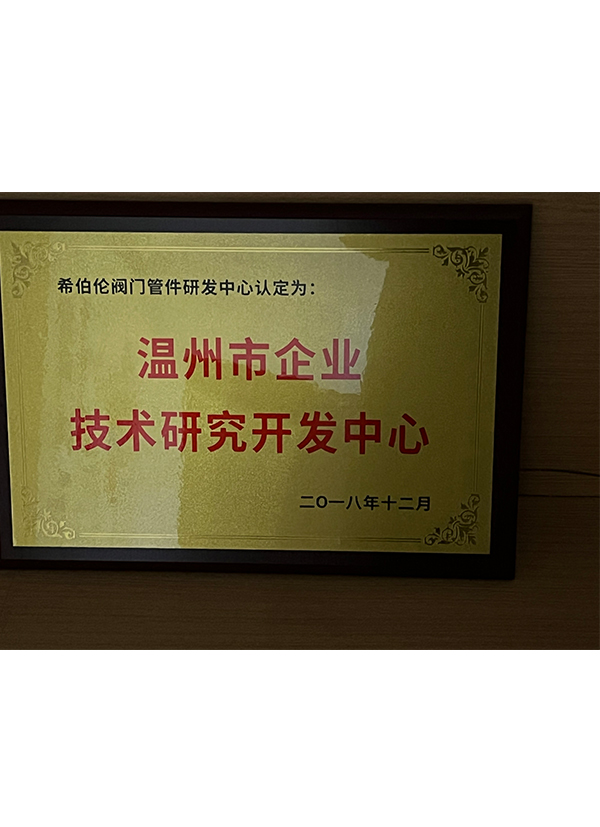 希伯伦阀门管件研发中心认定为：
温州市企业
技术研究开发中心
二〇一八年十二月